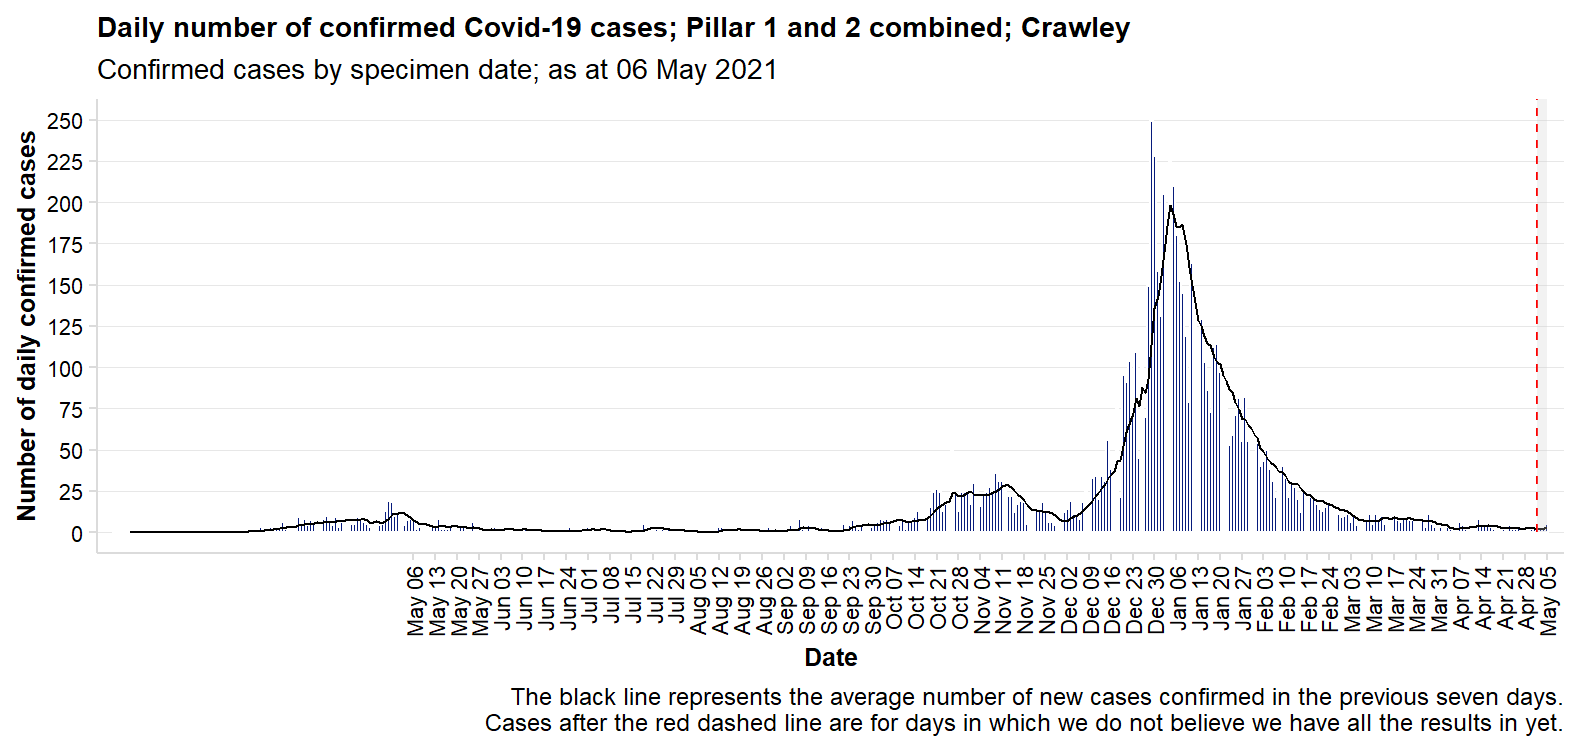 Daily number of confirmed Covid-19 cases; Pillar 1 and 2 combined; Crawley
Confirmed cases by specimen date; as at 06 May 2021
Number of daily confirmed cases
250
225
200
175
150
125
100
75
50
25
0
May 06
May 13
May 20
May 27
Jun 03
Jun 10
Jun 17
Jun 24
Jul 01
Jul 08
Jul 15
Jul 22
Jul 29
Aug 05
Aug 12
Aug 19
Aug 26
Sep 02
Sep 09
Sep 16
Sep 23
Sep 30
Oct 07
Oct 14
Oct 21
Oct 28
Nov 04
Nov 11
Nov 18
Nov 25
Dec 02
Dec 09
Dec 16
Dec 23
Dec 30
Jan 06
Jan 13
Jan 20
Jan 27
Feb 03
Feb 10
Feb 17
Feb 24
Mar 03
Mar 10
Mar 17
Mar 24
Mar 31
Apr 07
Apr 14
Apr 21
Apr 28
May 05
Date
The black line represents the average number of new cases confirmed in the previous seven days.
Cases after the red dashed line are for days in which we do not believe we have all the results in yet.